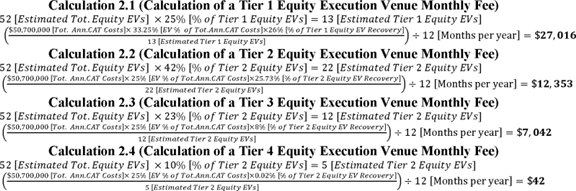 Calculation 2.1 (Calculation of a Tier 1 Equity Execution Venue Monthly Fee)
52 [Estimated Tot. Equity EVs] × 25% [% of Tier 1 Equity EVs] = 13 [Estimated Tier 1 Equity EVs]
($50,700,000 [Tot. Ann.CAT Costs]× 33.25% [EV % of Tot.Ann.CAT Costs]×26% [% of Tier 1 Equity EV Recovery] / 13 [Estimated Tier 1 Equity EVs]) ÷ 12 [Months per year] = $27,016
Calculation 2.2 (Calculation of a Tier 2 Equity Execution Venue Monthly Fee)
52 [Estimated Tot. Equity EVs] × 42% [% of Tier 2 Equity EVs] = 22 [Estimated Tier 2 Equity EVs]
($50,700,000 [Tot. Ann.CAT Costs]× 25% [EV % of Tot.Ann.CAT Costs]×25.73% [% of Tier 2 Equity EV Recovery] / 22 [Estimated Tier 2 Equity EVs]) ÷ 12 [Months per year] = $12,353
Calculation 2.3 (Calculation of a Tier 3 Equity Execution Venue Monthly Fee)
52 [Estimated Tot. Equity EVs] × 23% [% of Tier 2 Equity EVs] = 12 [Estimated Tier 2 Equity EVs]
($50,700,000 [Tot. Ann.CAT Costs]× 25% [EV % of Tot.Ann.CAT Costs]×8% [% of Tier 2 Equity EV Recovery] / 12 [Estimated Tier 2 Equity EVs]) ÷ 12 [Months per year] = $7,042
Calculation 2.4 (Calculation of a Tier 4 Equity Execution Venue Monthly Fee)
52 [Estimated Tot. Equity EVs] × 10% [% of Tier 2 Equity EVs] = 5 [Estimated Tier 2 Equity EVs]
($50,700,000 [Tot. Ann.CAT Costs]× 25% [EV % of Tot.Ann.CAT Costs]×0.02% [% of Tier 2 Equity EV Recovery] / 5 [Estimated Tier 2 Equity EVs]) ÷ 12 [Months per year] = $42